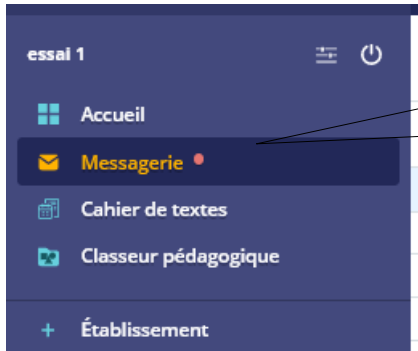 essai 1
Accueil
Messagerie
Cahier de textes
Classeur pédagogique
+ Établissement